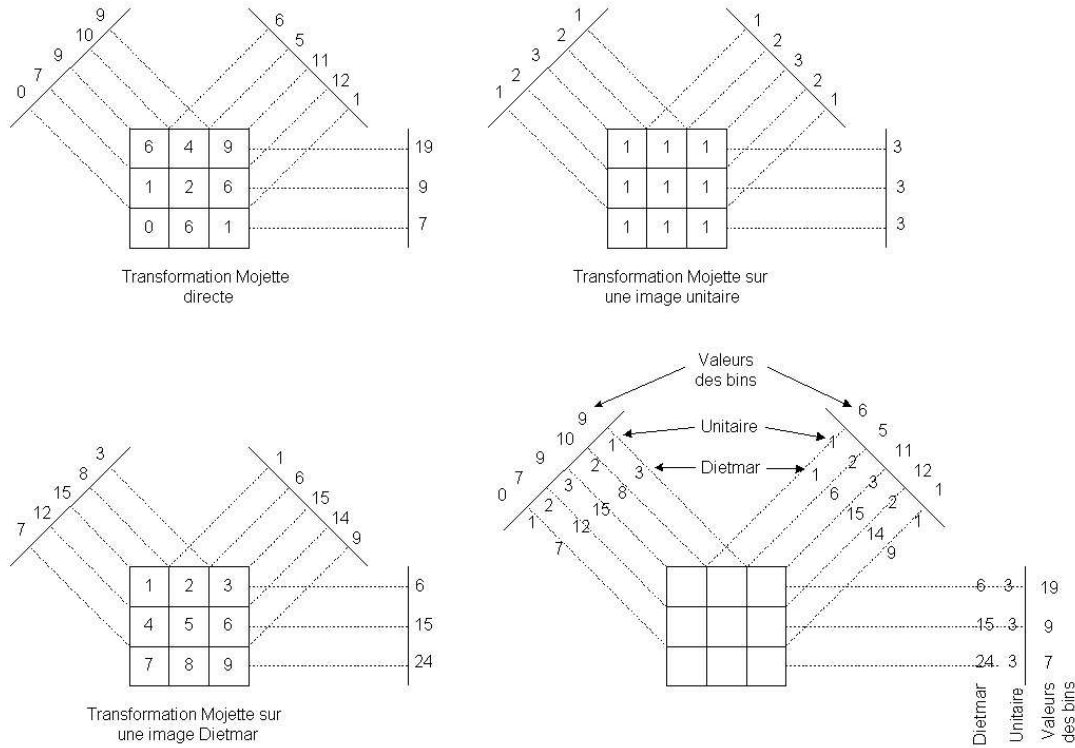 0 7 9 10 9
6 5 11 12 1
6 4 9 19
1 2 6 9
0 6 1 7
Transformation Mojette
directe
1 2 3 2 1
1 2 3 2 1
1 1 1 3
1 1 1 3
1 1 1 3
Transformation Mojette sur
une image unitaire
7 12 15 8 3
1 6 15 14 9
1 2 3 6
4 5 6 15
7 8 9 24
Transformation Mojette sur
une image Dietmar
Valeurs
des bins
Unitaire
Dietmar
0 7 9 10 9
1 2 3 2 1
7 12 15 8 3
6 5 11 12 1
1 2 3 2 1
1 6 15 14 9
6 3 19
15 3 9
24 3 7
Dietmar
Unitaire
Valeurs
des bins